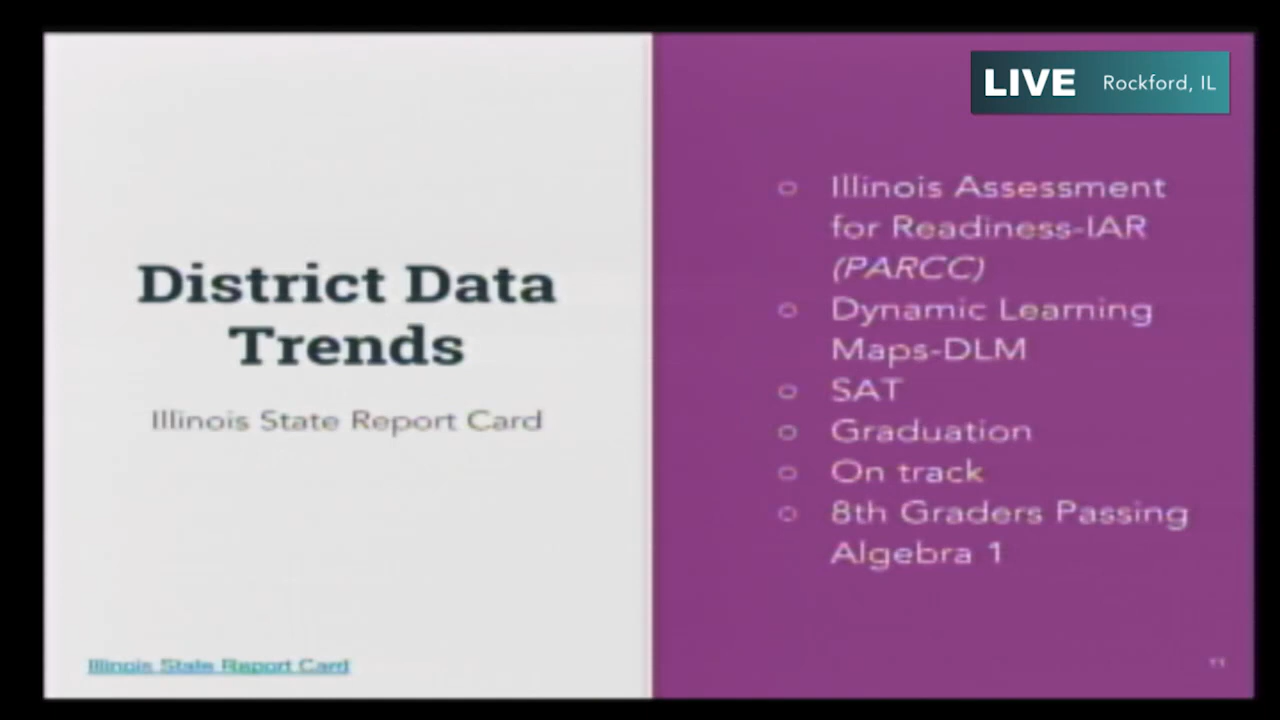 LIVE Rockford, IL
District Data
Trends
Illinois State Report Card
Illinois State Report Card
○ Illinois Assessment
for Readiness-IAR
(PARCC)
○ Dynamic Learning
Maps-DLM
○ SAT
○ Graduation
○ On track
○ 8th Graders Passing
Algebra 1
11